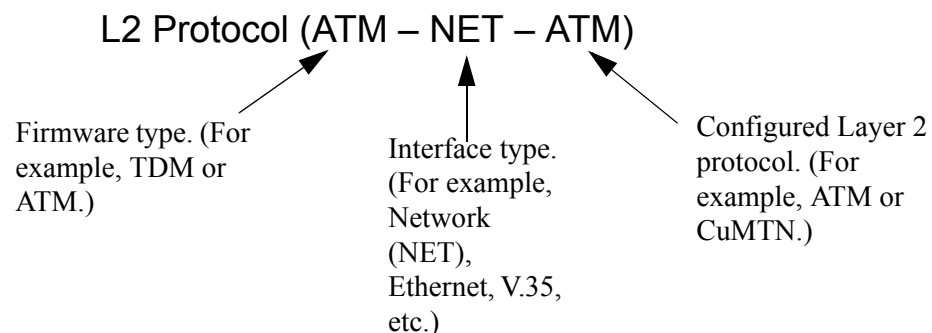 L2 Protocol (ATM – NET – ATM)
Firmware type. (For
example, TDM or
ATM.)
Interface type.
(For example,
Network
(NET),
Ethernet, V.35,
etc.)
Configured Layer 2
protocol. (For
example, ATM or
CuMTN.)